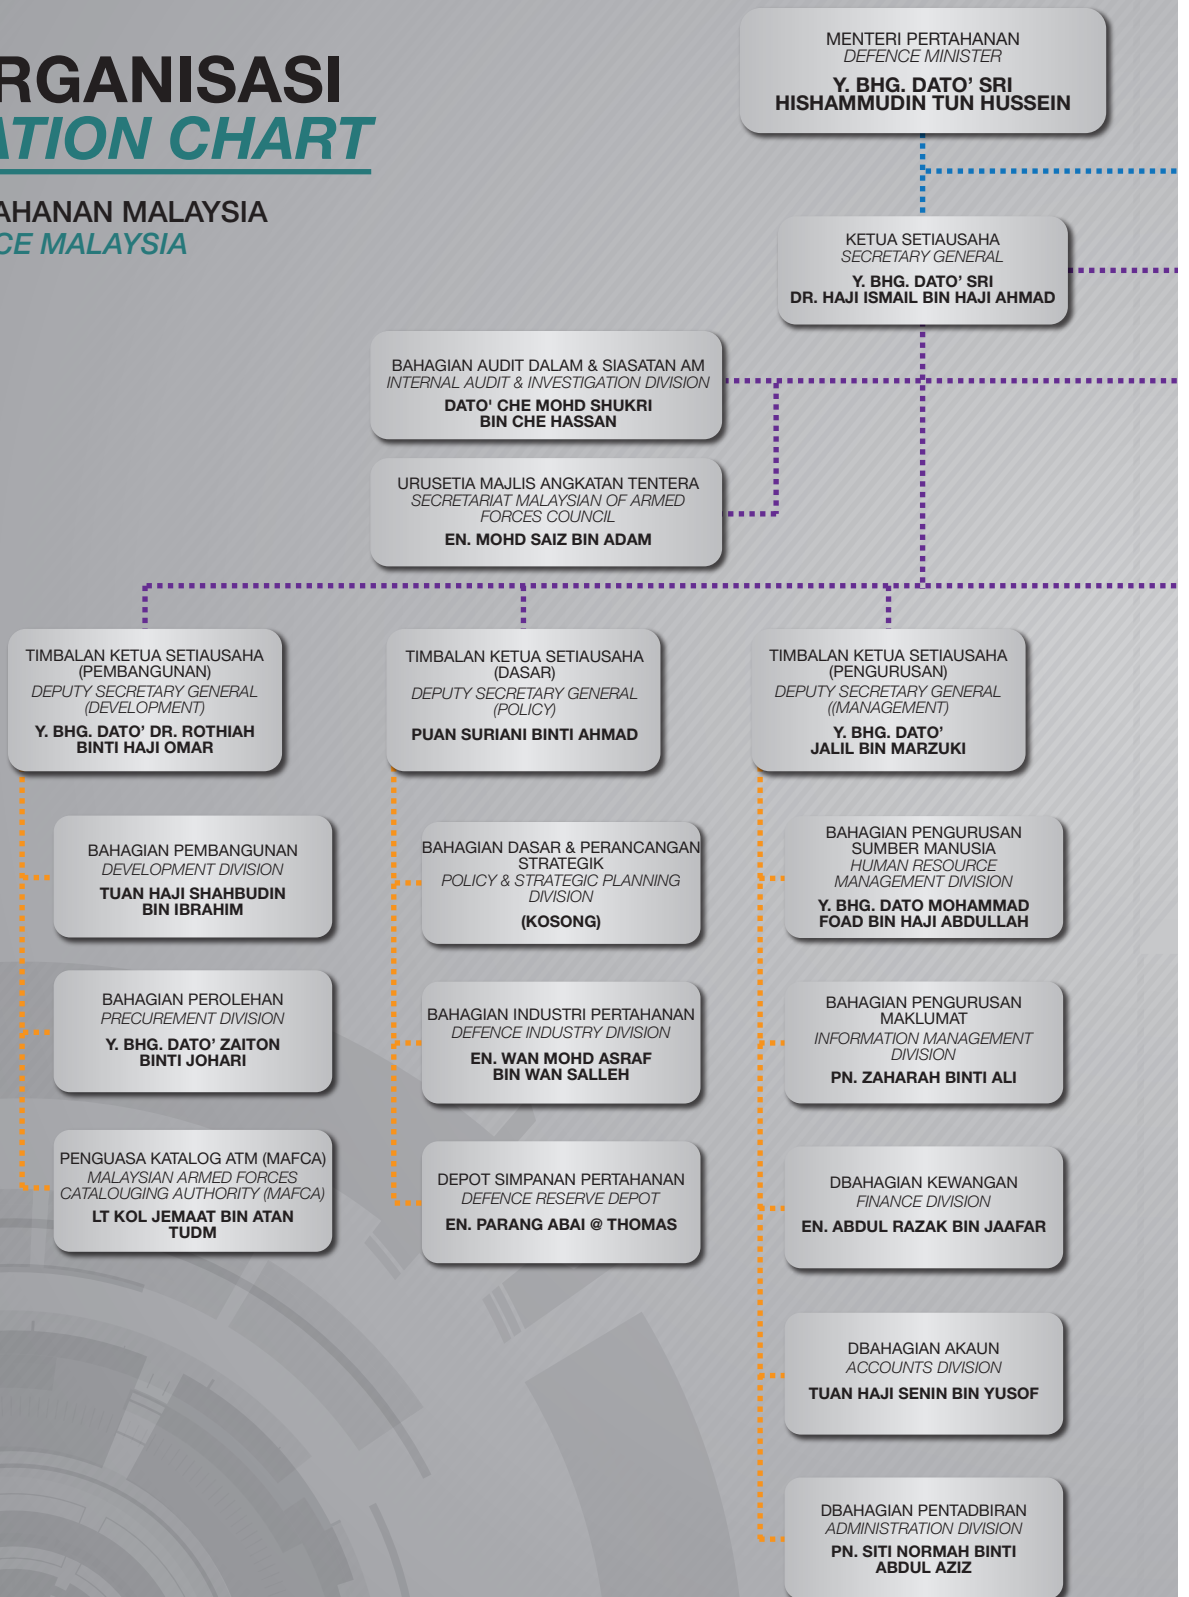 RGANISASI
ATION CHART
AHANAN MALAYSIA
CE MALAYSIA
MENTERI PERTAHANAN
DEFENCE MINISTER
Y. BHG. DATO’ SRI
HISHAMMUDIN TUN HUSSEIN
KETUA SETIAUSAHA
SECRETARY GENERAL
Y. BHG. DATO’ SRI
DR. HAJI ISMAIL BIN HAJI AHMAD
BAHAGIAN AUDIT DALAM & SIASATAN AM
INTERNAL AUDIT & INVESTIGATION DIVISION
DATO' CHE MOHD SHUKRI
BIN CHE HASSAN
URUSETIA MAJLIS ANGKATAN TENTERA
SECRETARIAT MALAYSIAN OF ARMED
FORCES COUNCIL
EN. MOHD SAIZ BIN ADAM
TIMBALAN KETUA SETIAUSAHA
(PEMBANGUNAN)
DEPUTY SECRETARY GENERAL
(DEVELOPMENT)
Y. BHG. DATO’ DR. ROTHIAH
BINTI HAJI OMAR
BAHAGIAN PEMBANGUNAN
DEVELOPMENT DIVISION
TUAN HAJI SHAHBUDIN
BIN IBRAHIM
BAHAGIAN PEROLEHAN
PRECUREMENT DIVISION
Y. BHG. DATO’ ZAITON
BINTI JOHARI
PENGUASA KATALOG ATM (MAFCA)
MALAYSIAN ARMED FORCES
CATALOUGING AUTHORITY (MAFCA)
LT KOL JEMAAT BIN ATAN
TUDM
TIMBALAN KETUA SETIAUSAHA
(DASAR)
DEPUTY SECRETARY GENERAL
(POLICY)
PUAN SURIANI BINTI AHMAD
BAHAGIAN DASAR & PERANCANGAN
STRATEGIK
POLICY & STRATEGIC PLANNING
DIVISION
(KOSONG)
BAHAGIAN INDUSTRI PERTAHANAN
DEFENCE INDUSTRY DIVISION
EN. WAN MOHD ASRAF
BIN WAN SALLEH
DEPOT SIMPANAN PERTAHANAN
DEFENCE RESERVE DEPOT
EN. PARANG ABAI @ THOMAS
TIMBALAN KETUA SETIAUSAHA
(PENGURUSAN)
DEPUTY SECRETARY GENERAL
((MANAGEMENT)
Y. BHG. DATO’
JALIL BIN MARZUKI
BAHAGIAN PENGURUSAN
SUMBER MANUSIA
HUMAN RESOURCE
MANAGEMENT DIVISION
Y. BHG. DATO MOHAMMAD
FOAD BIN HAJI ABDULLAH
BAHAGIAN PENGURUSAN
MAKLUMAT
INFORMATION MANAGEMENT
DIVISION
PN. ZAHARAH BINTI ALI
DBAHAGIAN KEWANGAN
FINANCE DIVISION
EN. ABDUL RAZAK BIN JAAFAR
DBAHAGIAN AKAUN
ACCOUNTS DIVISION
TUAN HAJI SENIN BIN YUSOF
DBAHAGIAN PENTADBIRAN
ADMINISTRATION DIVISION
PN. SITI NORMAH BINTI
ABDUL AZIZ